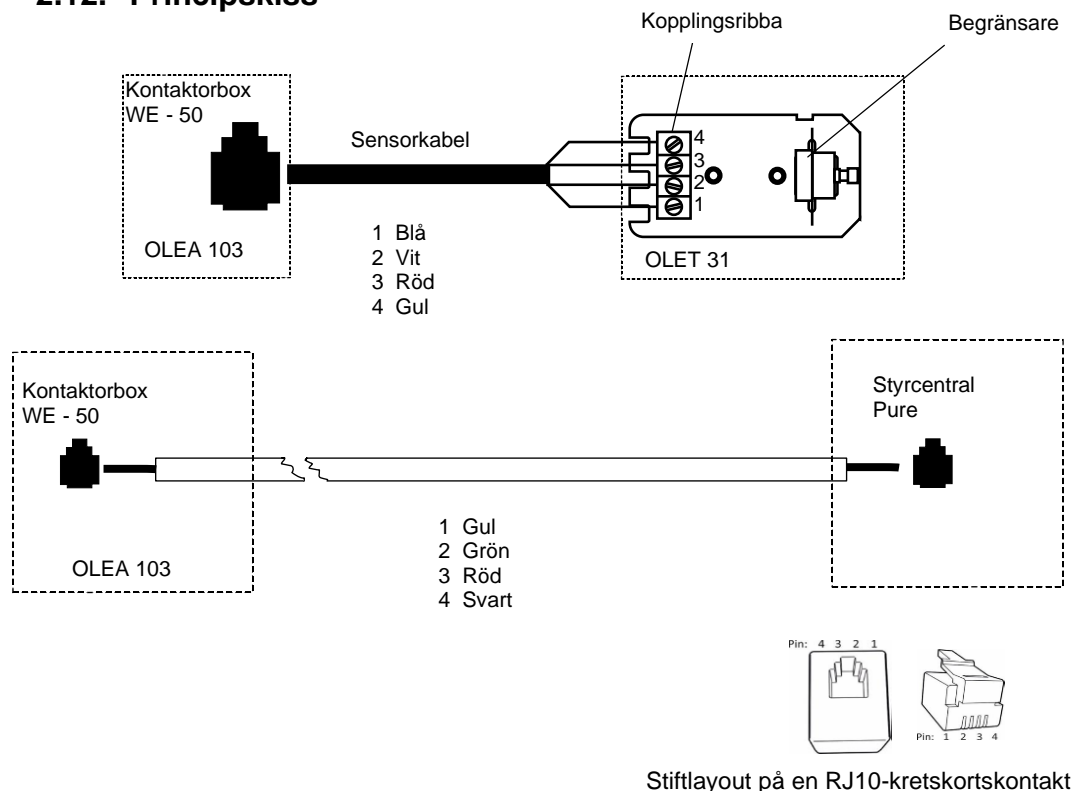 2.12. Principskiss
Kopplingsribba
Begränsare
Kontaktorbox
WE - 50
Sensorkabel
4
3
2
1
OLEA 103
OLET 31
1 Blå
2 Vit
3 Röd
4 Gul
Kontaktorbox
WE - 50
Styrcentral
Pure
OLEA 103
1 Gul
2 Grön
3 Röd
4 Svart
Pin: 4 3 2 1
Pin: 1 2 3 4
Stiftlayout på en RJ10-kretskortskontakt